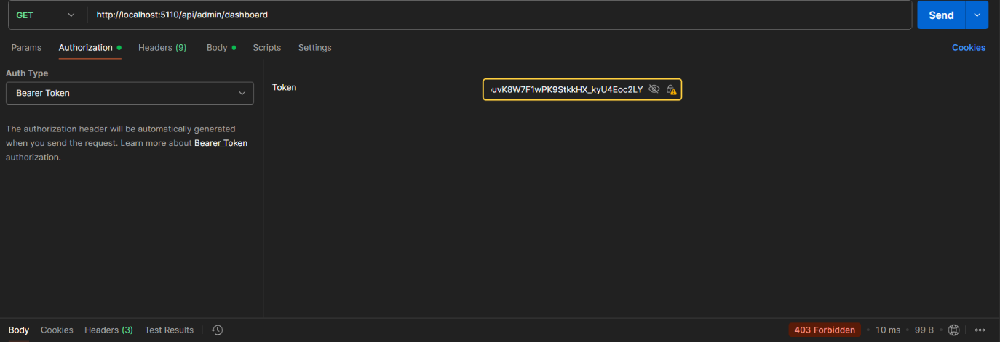 GET http://localhost:5110/api/admin/dashboard Send
Params Authorization Headers (9) Body Scripts Settings Cookies
Auth Type
Bearer Token
Token
uvK8W7F1wPK9StkkHX_kyU4Eoc2LY
The authorization header will be automatically generated
when you send the request. Learn more about Bearer Token
authorization.
Body Cookies Headers (3) Test Results 403 Forbidden • 10 ms • 99 B